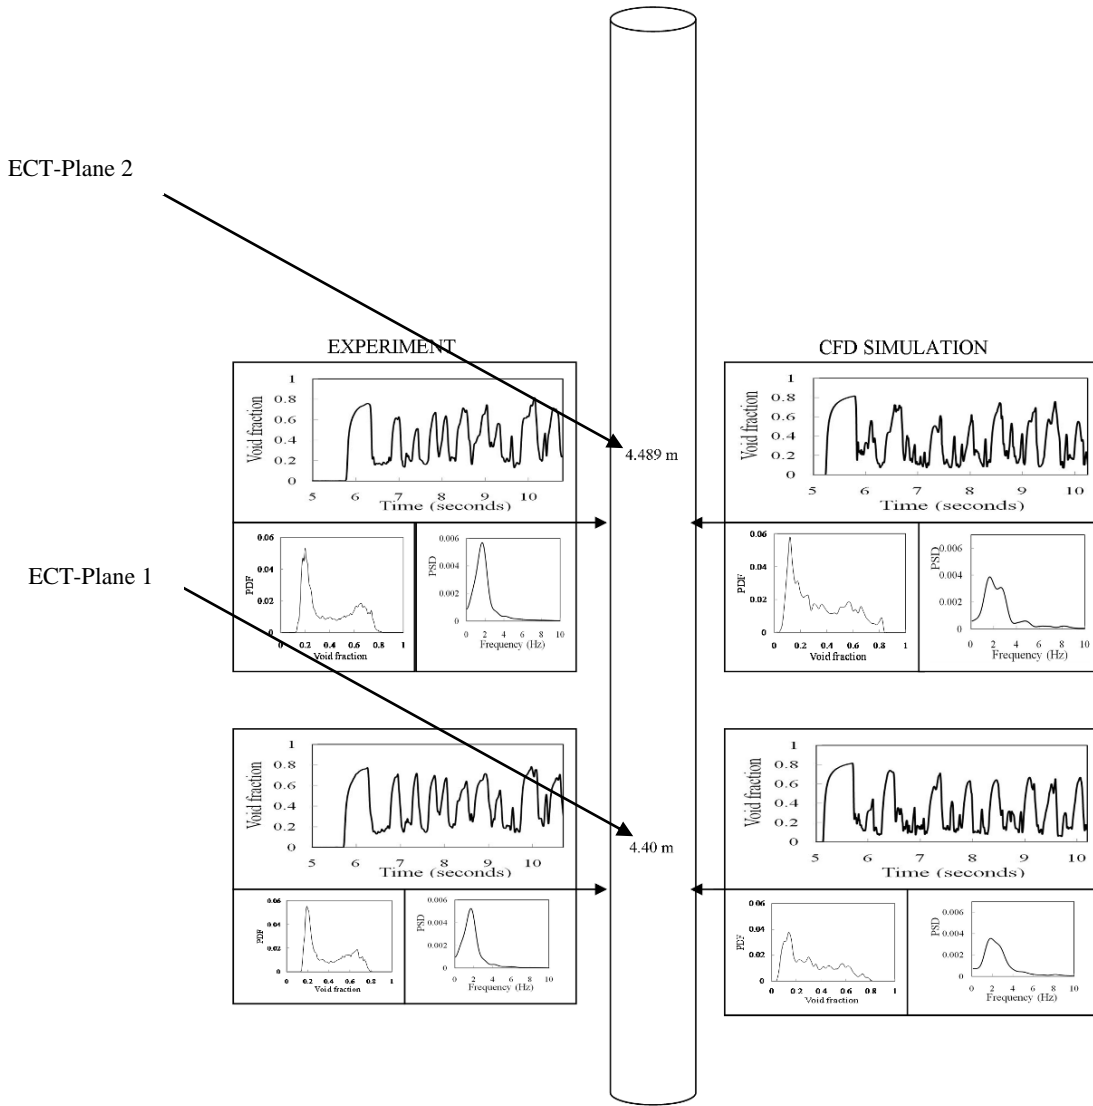 ECT-Plane 2
ECT-Plane 1
EXPERIMENT
CFD SIMULATION
4.489 m
4.40 m
Void fraction
1
0.8
0.6
0.4
0.2
0
5 6 7 8 9 10
Time (seconds)
PDF
0.06
0.04
0.02
0
0 0.2 0.4 0.6 0.8 1
Void fraction
PSD
0.006
0.004
0.002
0
0 2 4 6 8 10
Frequency (Hz)
Void fraction
1
0.8
0.6
0.4
0.2
0
5 6 7 8 9 10
Time (seconds)
PDF
0.06
0.04
0.02
0
0 0.2 0.4 0.6 0.8 1
Void fraction
PSD
0.006
0.004
0.002
0
0 2 4 6 8 10
Frequency (Hz)
Void fraction
1
0.8
0.6
0.4
0.2
0
5 6 7 8 9 10
Time (seconds)
PDF
0.06
0.04
0.02
0
0 0.2 0.4 0.6 0.8 1
Void fraction
PSD
0.006
0.004
0.002
0
0 2 4 6 8 10
Frequency (Hz)
Void fraction
1
0.8
0.6
0.4
0.2
0
5 6 7 8 9 10
Time (seconds)
PDF
0.06
0.04
0.02
0
0 0.2 0.4 0.6 0.8 1
Void fraction
PSD
0.006
0.004
0.002
0
0 2 4 6 8 10
Frequency (Hz)